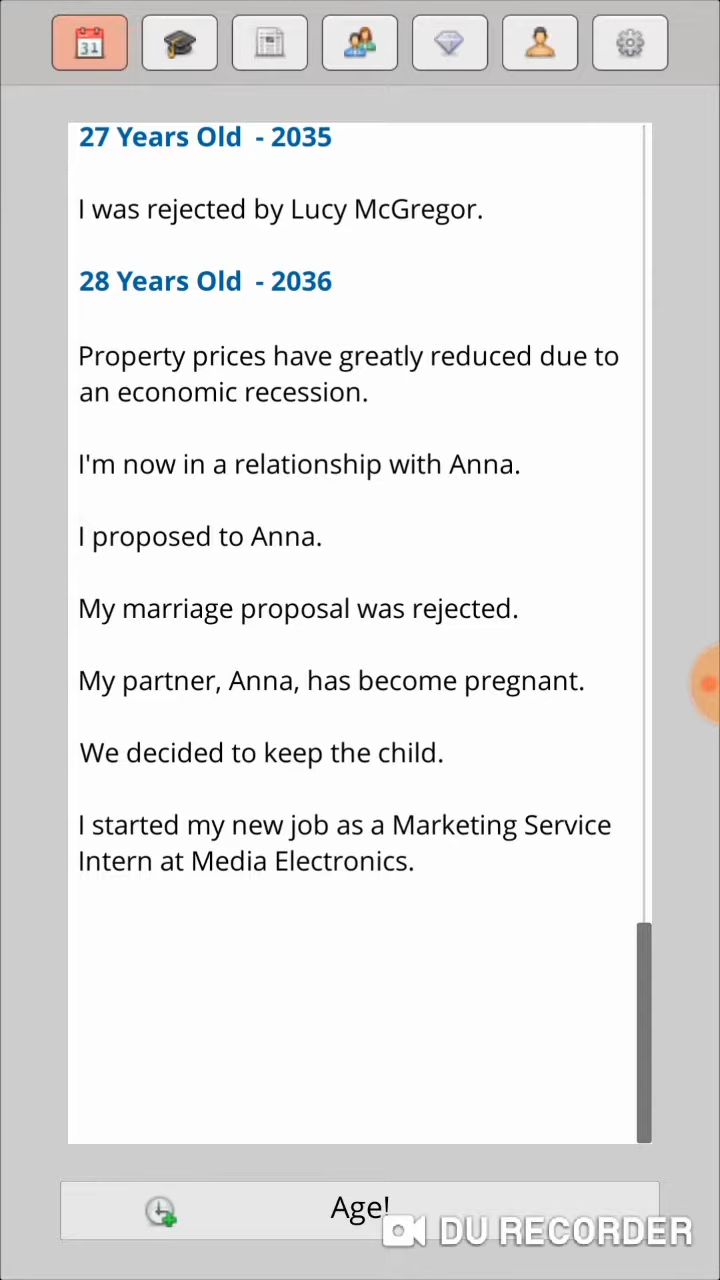 31
27 Years Old - 2035
I was rejected by Lucy McGregor.
28 Years Old - 2036
Property prices have greatly reduced due to
an economic recession.
I'm now in a relationship with Anna.
I proposed to Anna.
My marriage proposal was rejected.
My partner, Anna, has become pregnant.
We decided to keep the child.
I started my new job as a Marketing Service
Intern at Media Electronics.
Age!
DU RECORDER